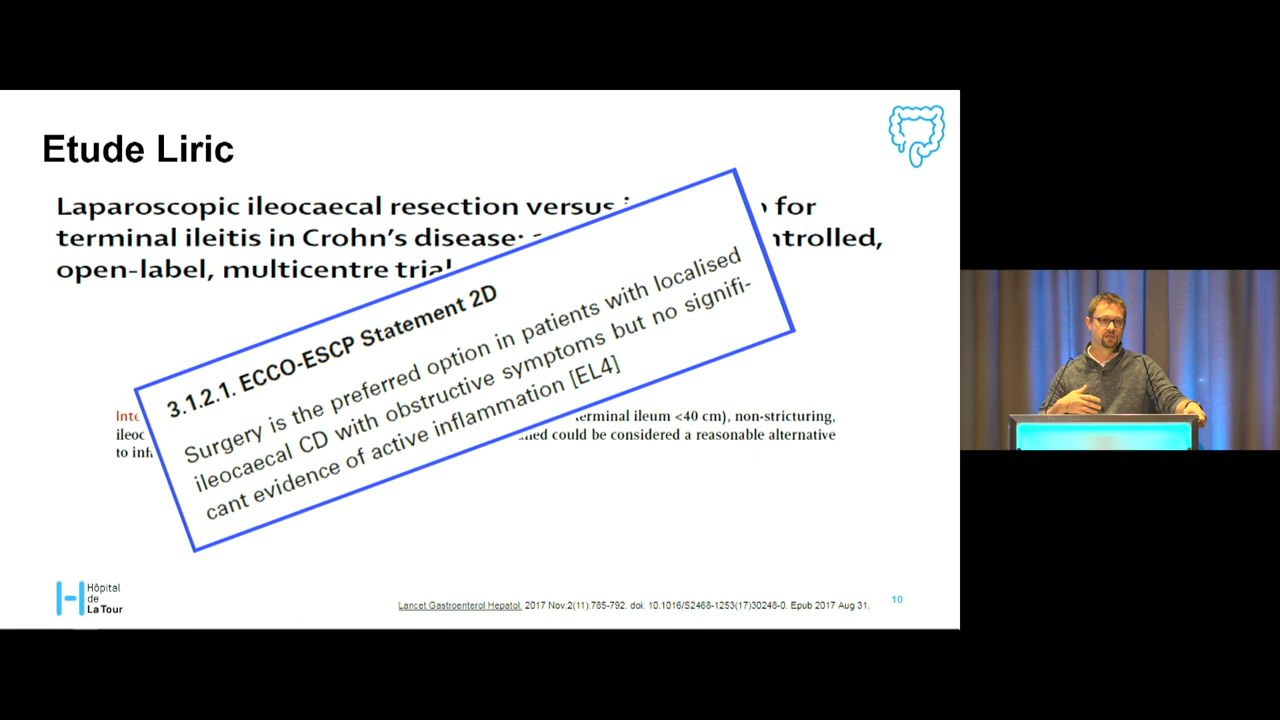 Etude Liric
Laparoscopic ileocaecal resection versus for
terminal ileitis in Crohn's disease: ntrolled,
open-label, multicentre trial
3.1.2.1. ECCO-ESCP Statement 2D
Surgery is the preferred option in patients with localised
ileocaecal CD with obstructive symptoms but no signifi-
cant evidence of active inflammation [EL4]
Inte terminal ileum <40 cm), non-stricturing,
ileoc could be considered a reasonable alternative
to infl
Hôpital
de
La Tour
Lancet Gastroenterol Hepatol. 2017 Nov;2(11):785-792. doi: 10.1016/S2468-1253(17)30248-0. Epub 2017 Aug 31.
10